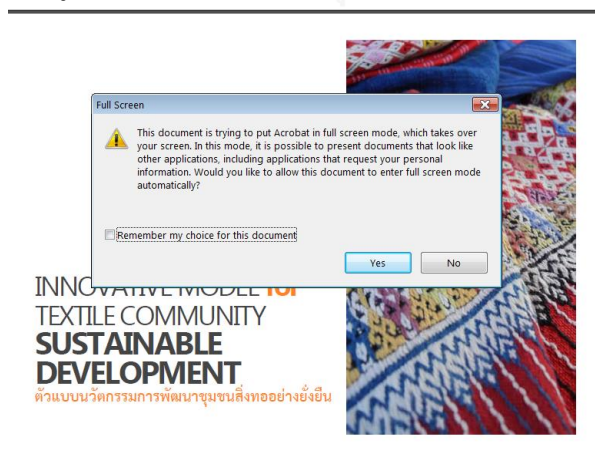 Full Screen
This document is trying to put Acrobat in full screen mode, which takes over
your screen. In this mode, it is possible to present documents that look like
other applications, including applications that request your personal
information. Would you like to allow this document to enter full screen mode
automatically?
Remember my choice for this document
Yes No
INNOVATIVE MODEL for
TEXTILE COMMUNITY
SUSTAINABLE
DEVELOPMENT
ตัวแบบนวัตกรรมการพัฒนาชุมชนสิ่งทออย่างยั่งยืน